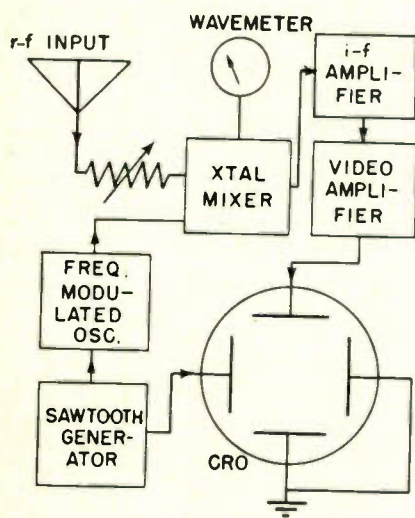 WAVEMETER
r-f INPUT
i-f
AMPLI-
FIER
XTAL
MIXER
VIDEO
AMPLI-
FIER
FREQ.
MODU-
LATED
OSC.
SAWTOOTH
GENER-
ATOR
CRO